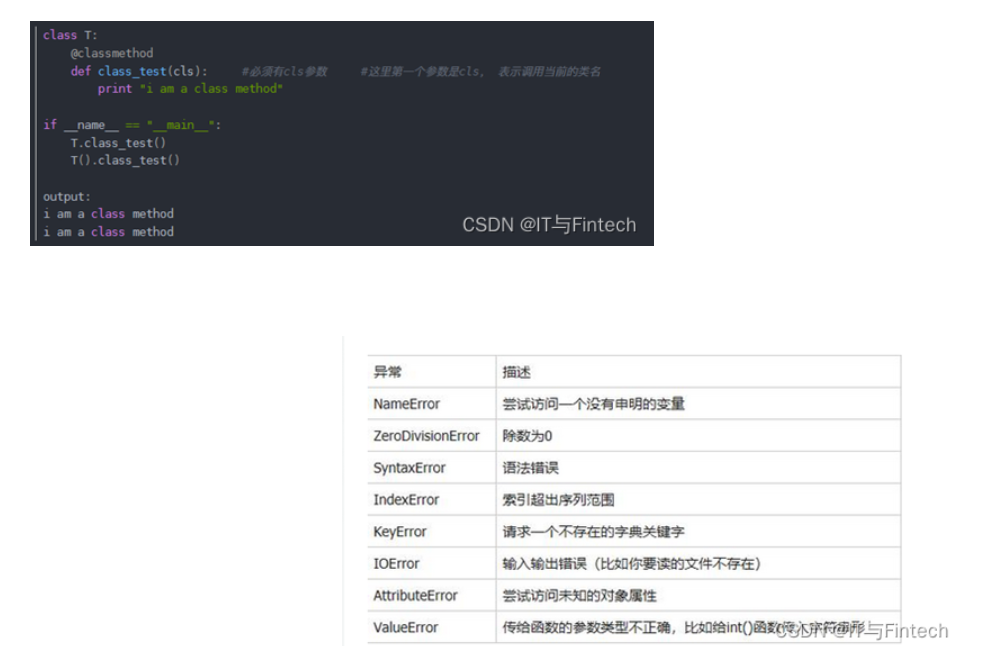 class T:
@classmethod
def class_test(cls): #必须有cls参数 #这里第一个参数是cls, 表示调用当前的类名
print "i am a class method"
if __name__ == "__main__":
T.class_test()
T().class_test()
output:
i am a class method
i am a class method
CSDN @IT与Fintech
异常 描述
NameError 尝试访问一个没有申明的变量
ZeroDivisionError 除数为0
SyntaxError 语法错误
IndexError 索引超出序列范围
KeyError 请求一个不存在的字典关键字
IOError 输入输出错误（比如你要读的文件不存在）
AttributeError 尝试访问未知的对象属性
ValueError 传给函数的参数类型不正确，比如给int()函数
CSDN @IT与Fintech